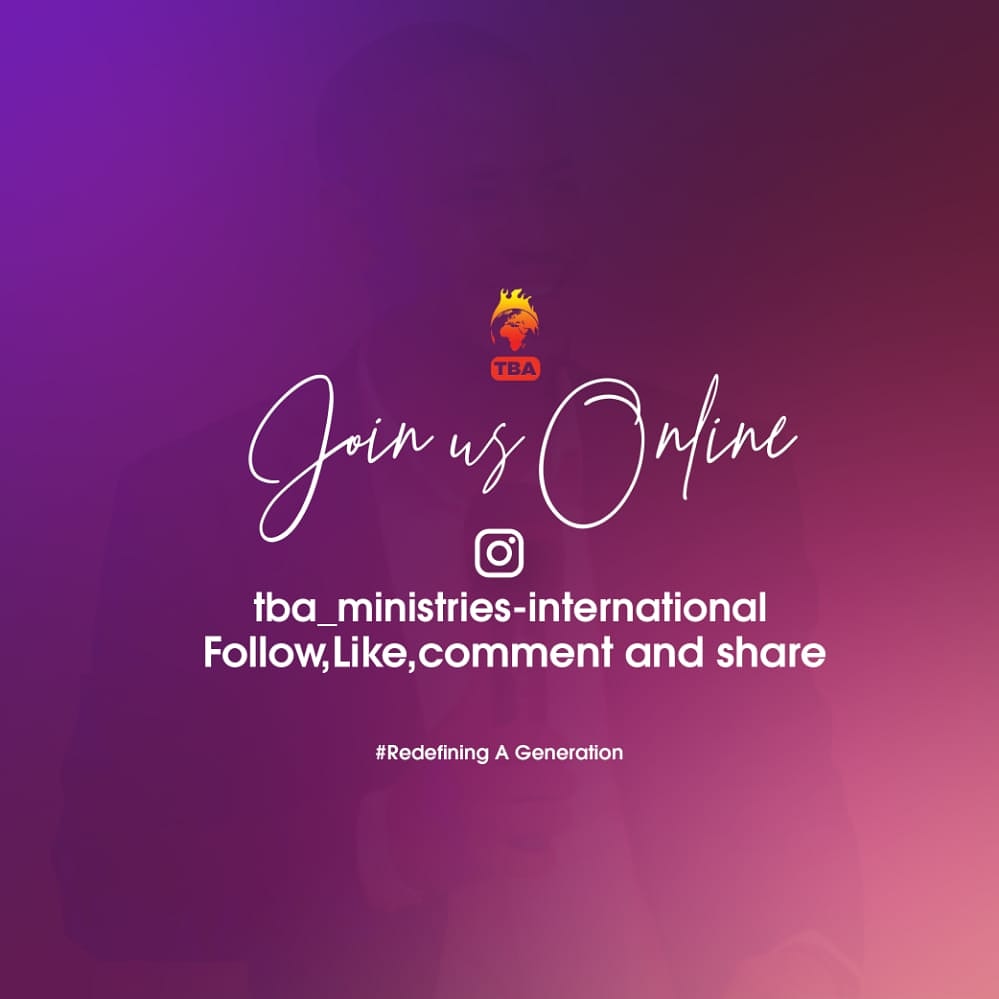 TBA
Join us Online
tba_ministries-international
Follow,Like,comment and share
#Redefining A Generation